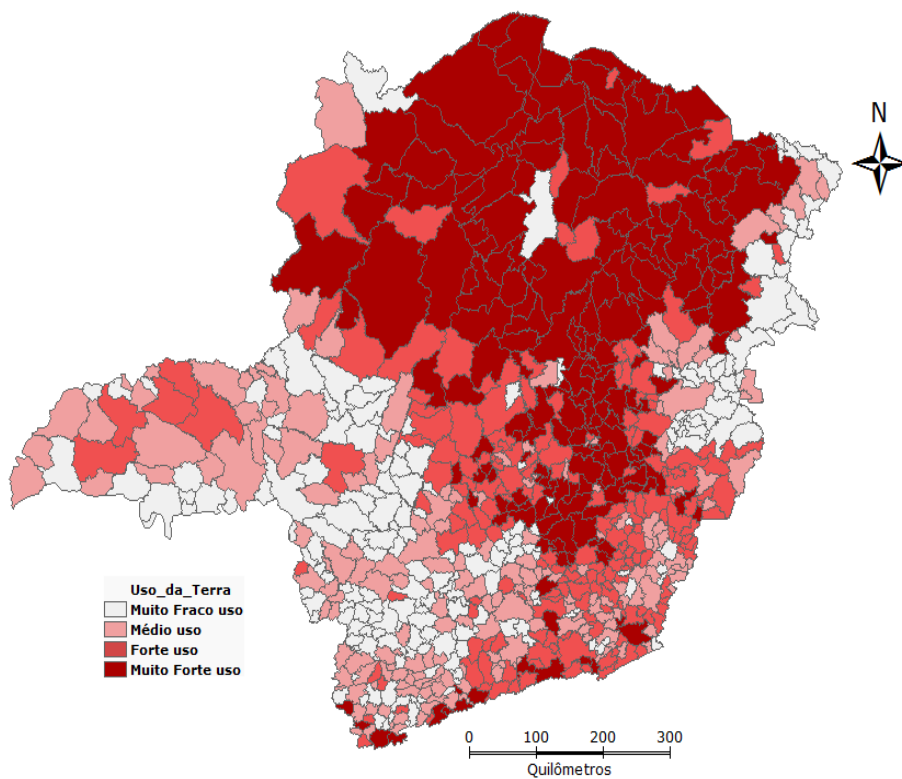 N
Uso_da_Terra
Muito Fraco uso
Médio uso
Forte uso
Muito Forte uso
0 100 200 300
Quilômetros